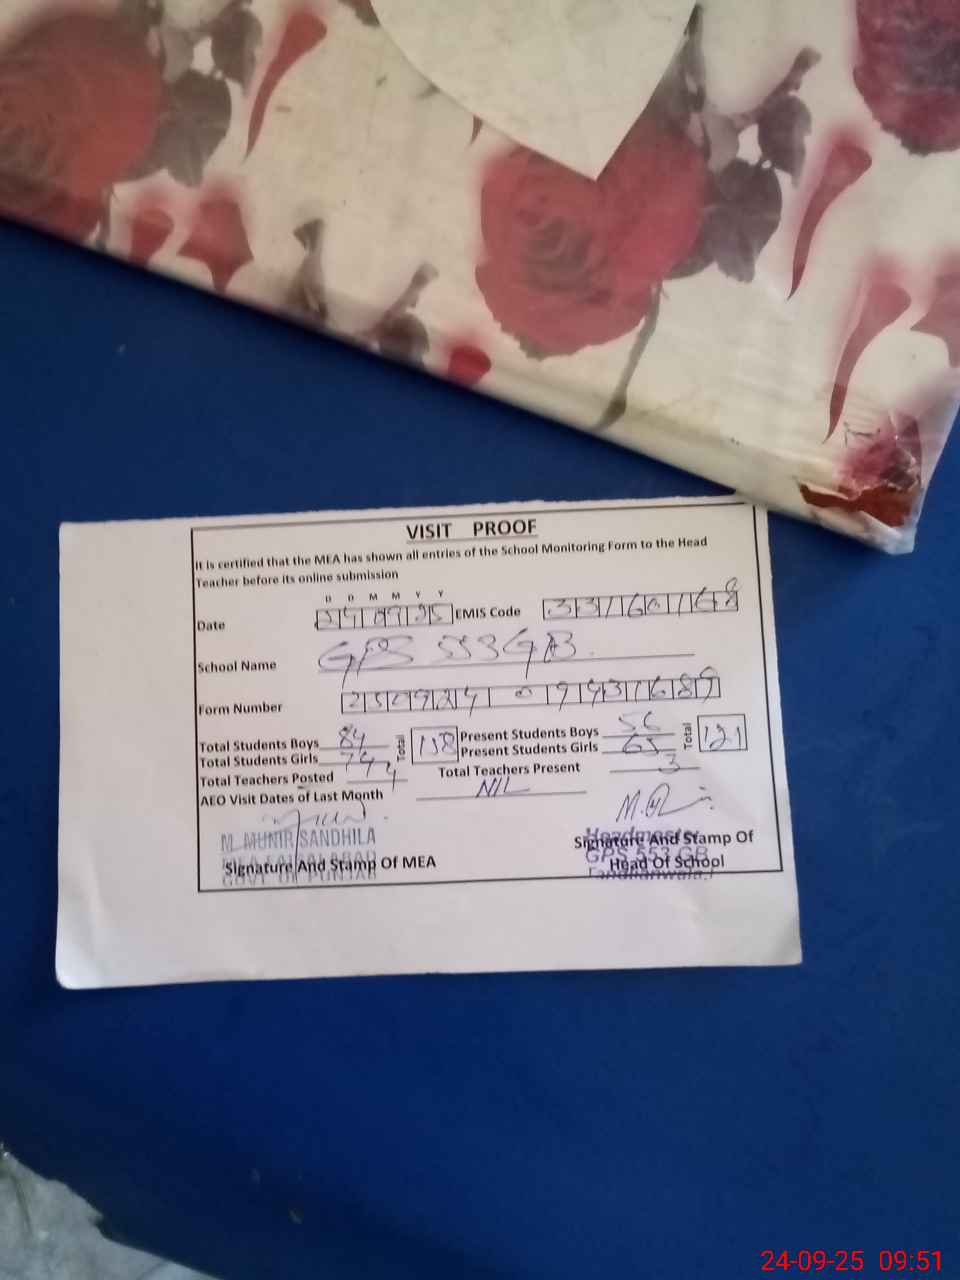 VISIT PROOF
It is certified that the MEA has shown all entries of the School Monitoring Form to the Head
Teacher before its online submission
D D M M Y Y
Date 24 09 25 EMIS Code 33160168
School Name GPS 553 GB.
Form Number
Total Students Boys 84 Total 158 Present Students Boys 56 Total 121
Total Students Girls 74 Present Students Girls 65
Total Teachers Posted 4 Total Teachers Present 3
AEO Visit Dates of Last Month NIL
M. MUNIR SANDHILA
Signature And Stamp Of MEA
GOVT OF PUNJAB
Signature And Stamp Of
Headmaster
GPS 553 GB
Head Of School
Tandlianwala.
24-09-25 09:51